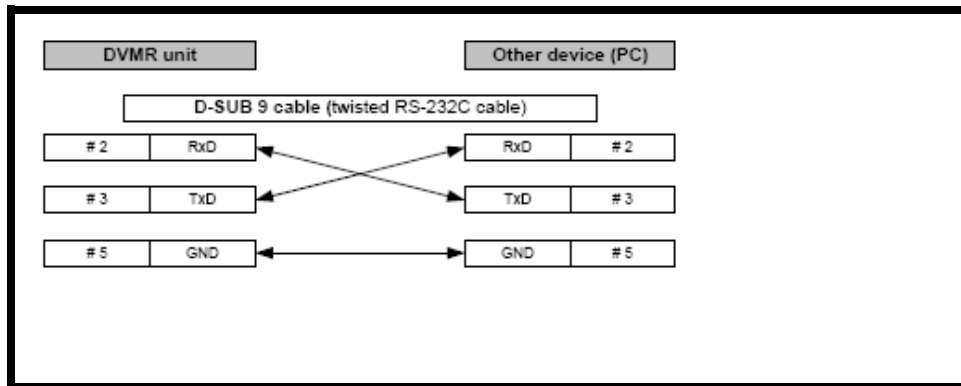 DVMR unit Other device (PC)
D-SUB 9 cable (twisted RS-232C cable)
# 2 RxD RxD # 2
# 3 TxD TxD # 3
# 5 GND GND # 5